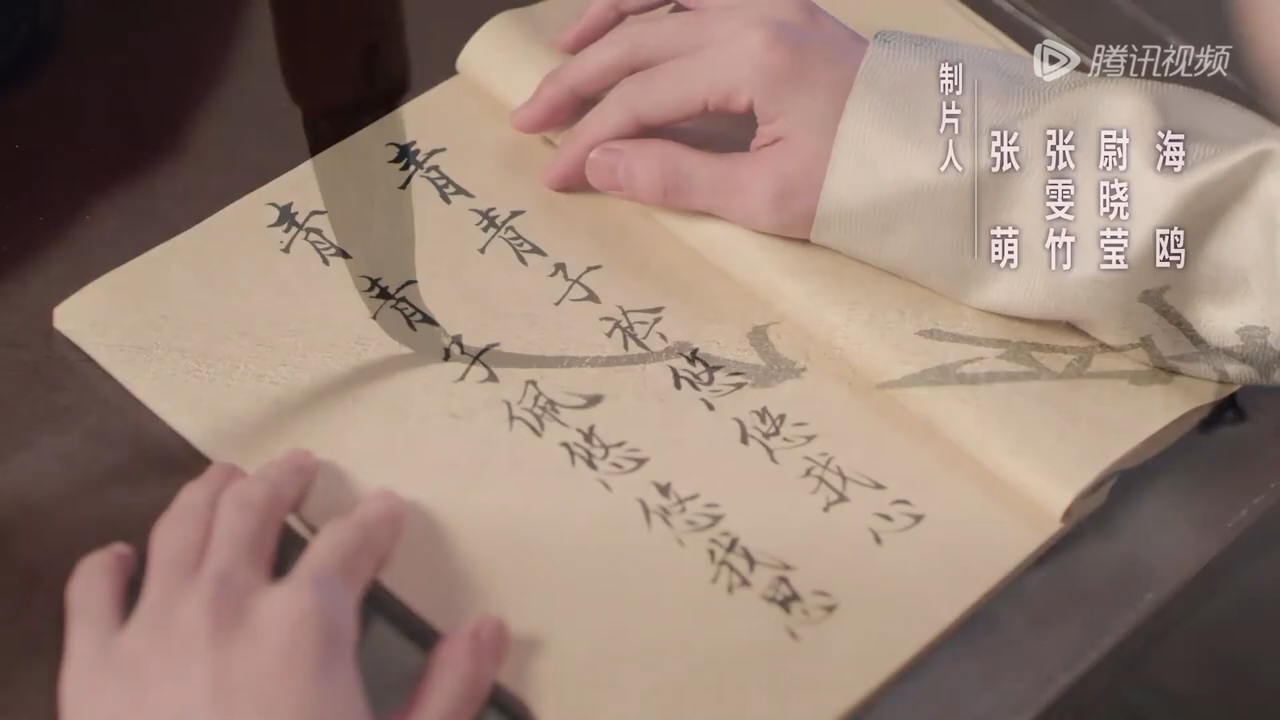 腾讯视频
制片人
张萌
张雯竹
尉晓莹
海鸥
青青子衿悠悠我心
青青子佩悠悠我思